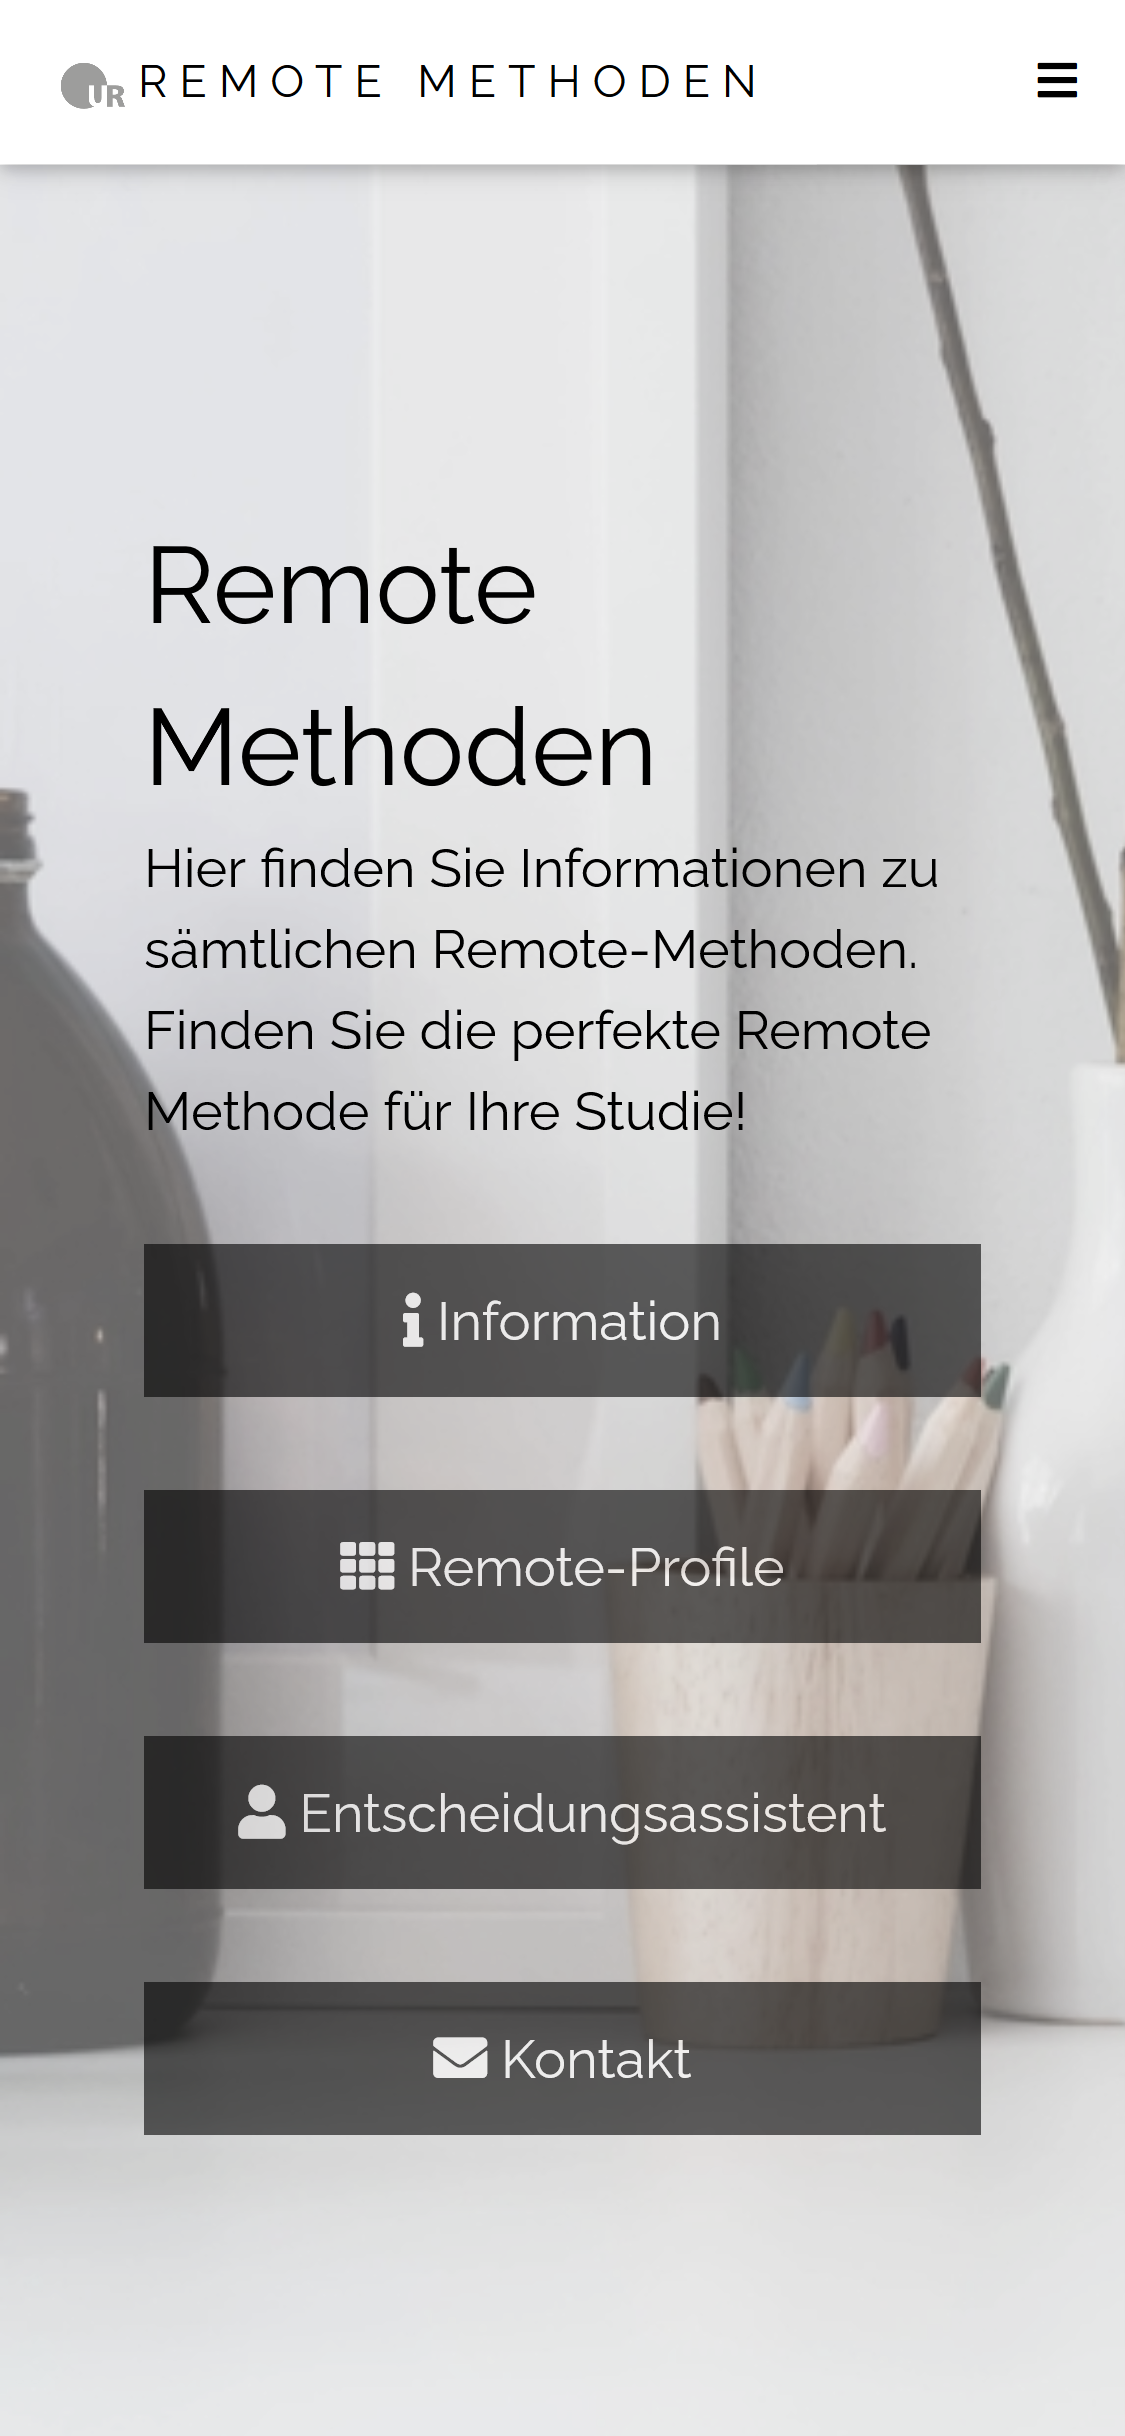 UR REMOTE METHODEN
Remote
Methoden
Hier finden Sie Informationen zu
sämtlichen Remote-Methoden.
Finden Sie die perfekte Remote
Methode für Ihre Studie!
Information
Remote-Profile
Entscheidungsassistent
Kontakt